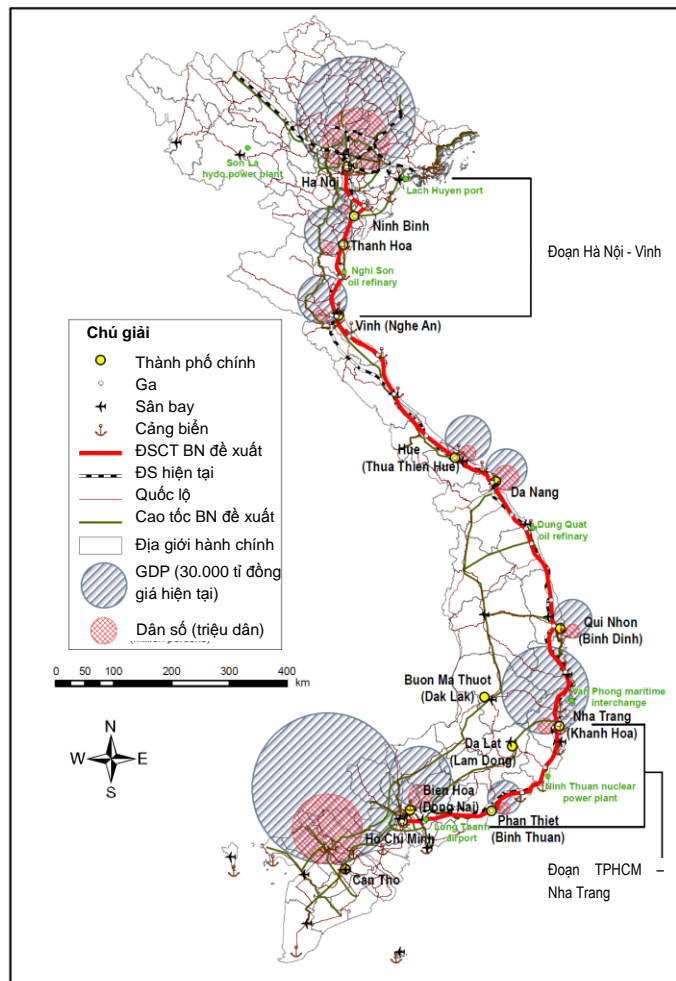 Son La
hydo power plant
Ha Noi
Lach Huyen port
Ninh Binh
Thanh Hoa
Đoạn Hà Nội - Vinh
Nghi Son
oil refinary
Vinh (Nghe An)
Chú giải
Thành phố chính
Ga
Sân bay
Cảng biển
ĐSCT BN đề xuất
ĐS hiện tại
Quốc lộ
Cao tốc BN đề xuất
Địa giới hành chính
GDP (30.000 tỉ đồng
giá hiện tại)
Dân số (triệu dân)
Hue
(Thua Thien Hue)
Da Nang
Dung Quat
oil refinary
0 50 100 200 300 400
km
Qui Nhon
(Binh Dinh)
Buon Ma Thuot
(Dak Lak)
Van Phong maritime
interchange
Nha Trang
(Khanh Hoa)
N
W E
S
Da Lat
(Lam Dong)
Ninh Thuan nuclear
power plant
Bien Hoa
(Dong Nai)
Phan Thiet
(Binh Thuan)
Long Thanh
airport
Ho Chi Minh
Can Tho
Đoạn TPHCM –
Nha Trang